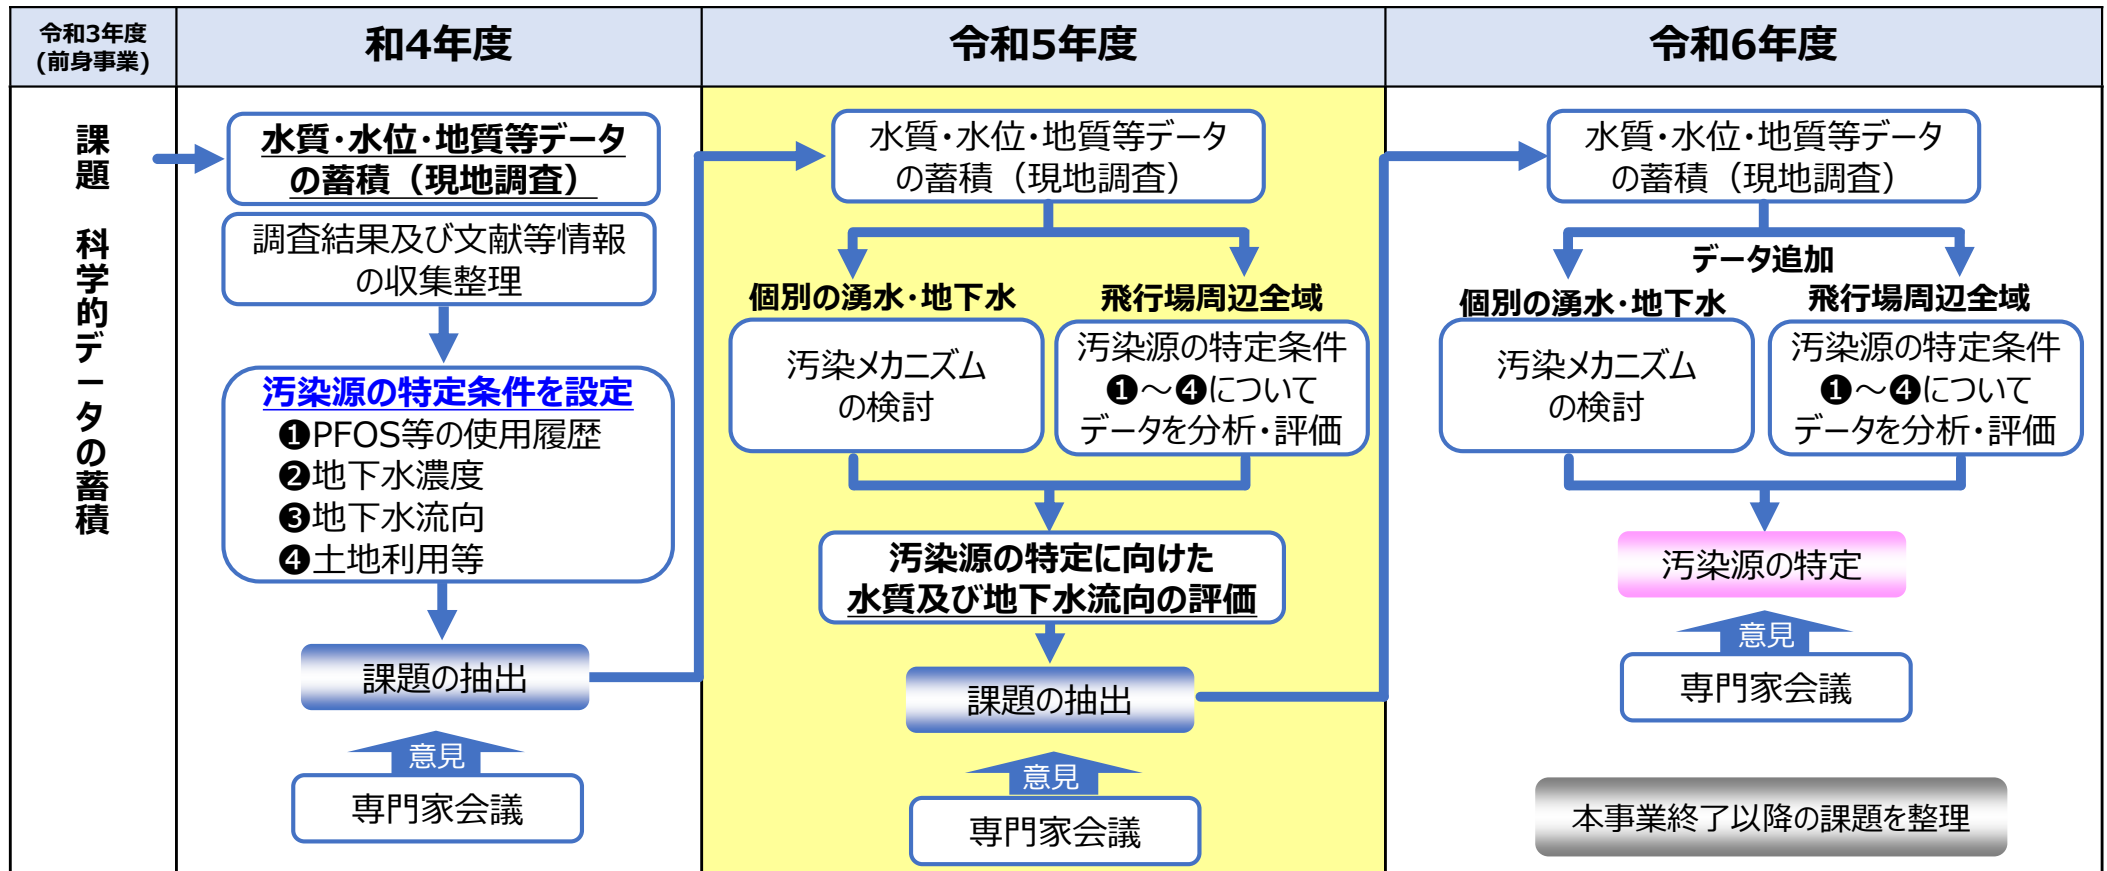 令和3年度
(前身事業)
和4年度
令和5年度
令和6年度
課題 科学的データの蓄積
水質・水位・地質等データ
の蓄積（現地調査）
調査結果及び文献等情報
の収集整理
汚染源の特定条件を設定
❶PFOS等の使用履歴
❷地下水濃度
❸地下水流向
❹土地利用等
課題の抽出
意見
専門家会議
水質・水位・地質等データ
の蓄積（現地調査）
個別の湧水・地下水
飛行場周辺全域
汚染メカニズム
の検討
汚染源の特定条件
❶～❹について
データを分析・評価
汚染源の特定に向けた
水質及び地下水流向の評価
課題の抽出
意見
専門家会議
水質・水位・地質等データ
の蓄積（現地調査）
データ追加
個別の湧水・地下水
飛行場周辺全域
汚染メカニズム
の検討
汚染源の特定条件
❶～❹について
データを分析・評価
汚染源の特定
意見
専門家会議
本事業終了以降の課題を整理